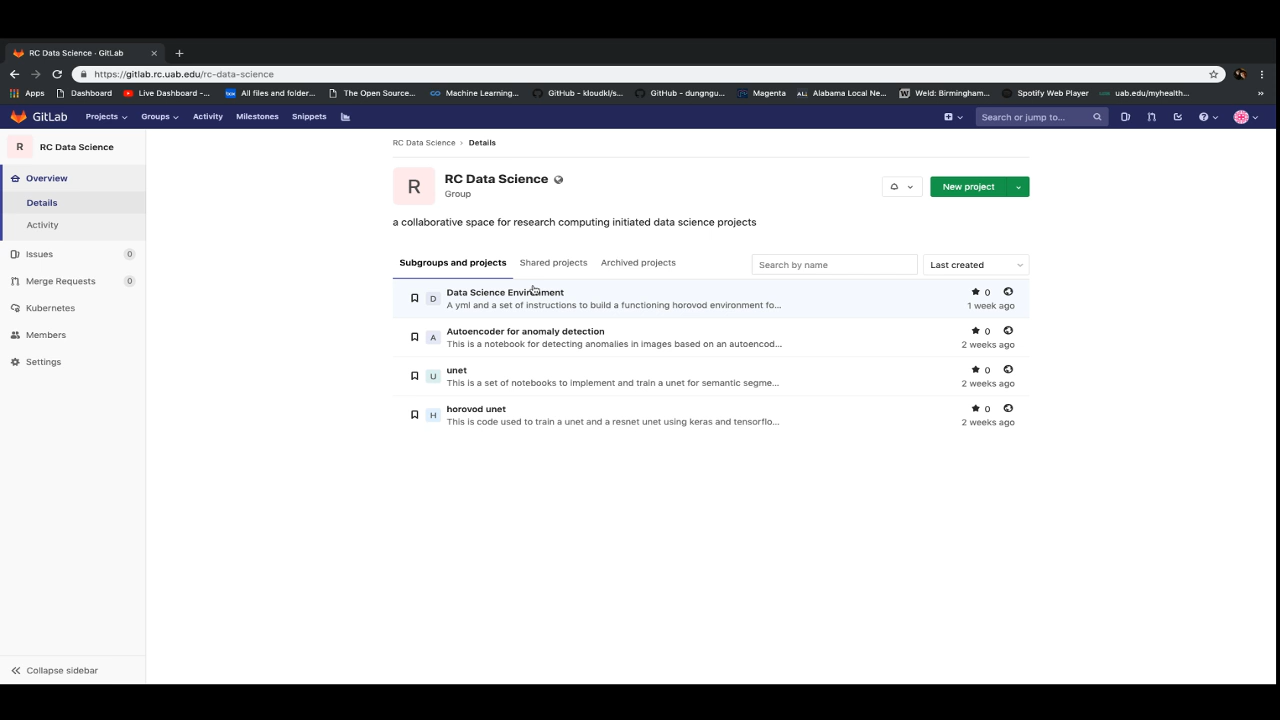 RC Data Science · GitLab
https://gitlab.rc.uab.edu/rc-data-science
Apps Dashboard Live Dashboard -... All files and folder... The Open Source... Machine Learning... GitHub - kloudkl/s... GitHub - dungngu... Magenta Alabama Local Ne... Weld: Birmingham... Spotify Web Player uab.edu/myhealth... »
GitLab Projects Groups Activity Milestones Snippets Search or jump to...
R RC Data Science
Overview
Details
Activity
Issues 0
Merge Requests 0
Kubernetes
Members
Settings
Collapse sidebar
RC Data Science > Details
R RC Data Science
Group
New project
a collaborative space for research computing initiated data science projects
Subgroups and projects Shared projects Archived projects Search by name Last created
D Data Science Environment 0
A yml and a set of instructions to build a functioning horovod environment fo... 1 week ago
A Autoencoder for anomaly detection 0
This is a notebook for detecting anomalies in images based on an autoencod... 2 weeks ago
U unet 0
This is a set of notebooks to implement and train a unet for semantic segme... 2 weeks ago
H horovod unet 0
This is code used to train a unet and a resnet unet using keras and tensorflo... 2 weeks ago